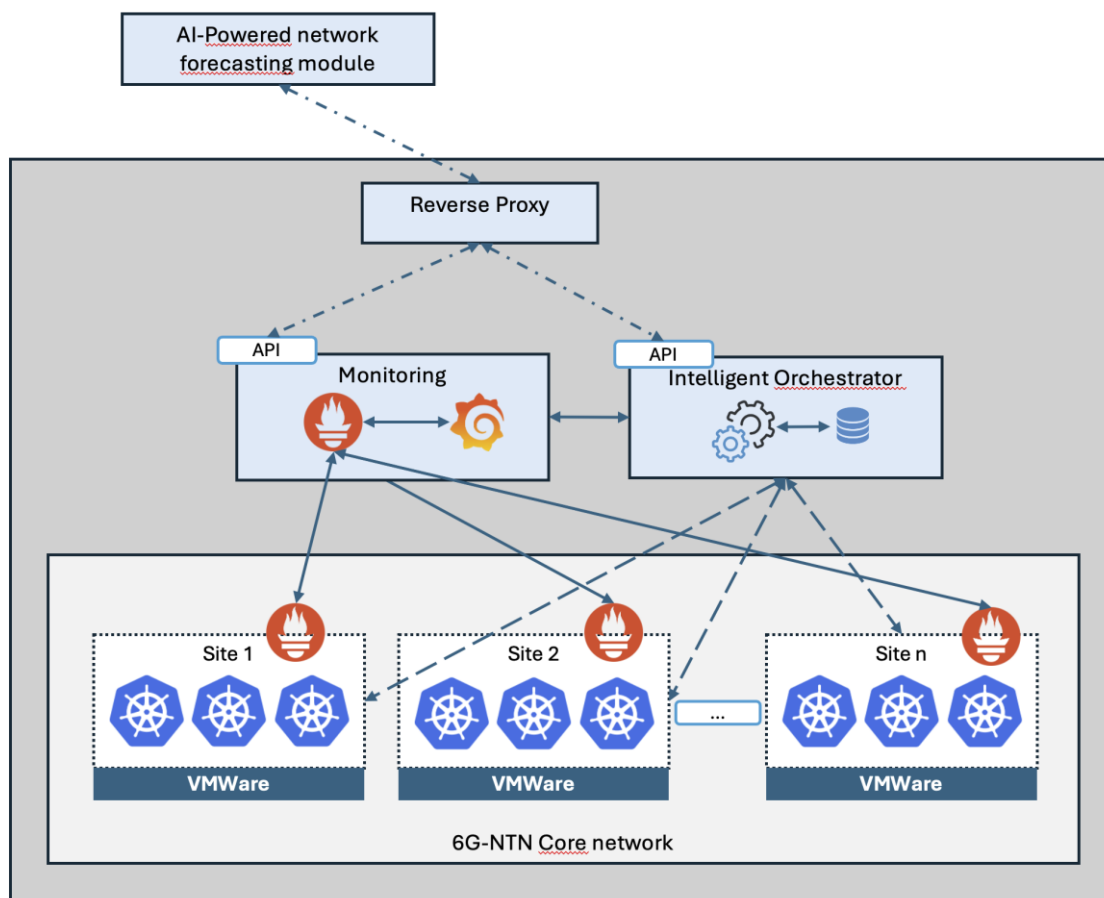 AI-Powered network
forecasting module
Reverse Proxy
API
Monitoring
API
Intelligent Orchestrator
Site 1
Site 2
Site n
...
VMWare
VMWare
VMWare
6G-NTN Core network